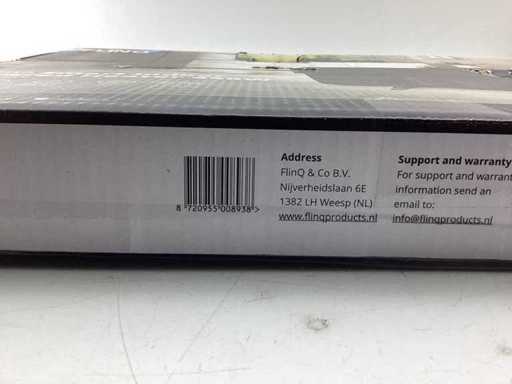 8 720955 008938 >
Address
FlinQ & Co B.V.
Nijverheidslaan 6E
1382 LH Weesp (NL)
www.flinqproducts.nl
Support and warranty
For support and warrant
information send an
email to:
info@flinqproducts.nl